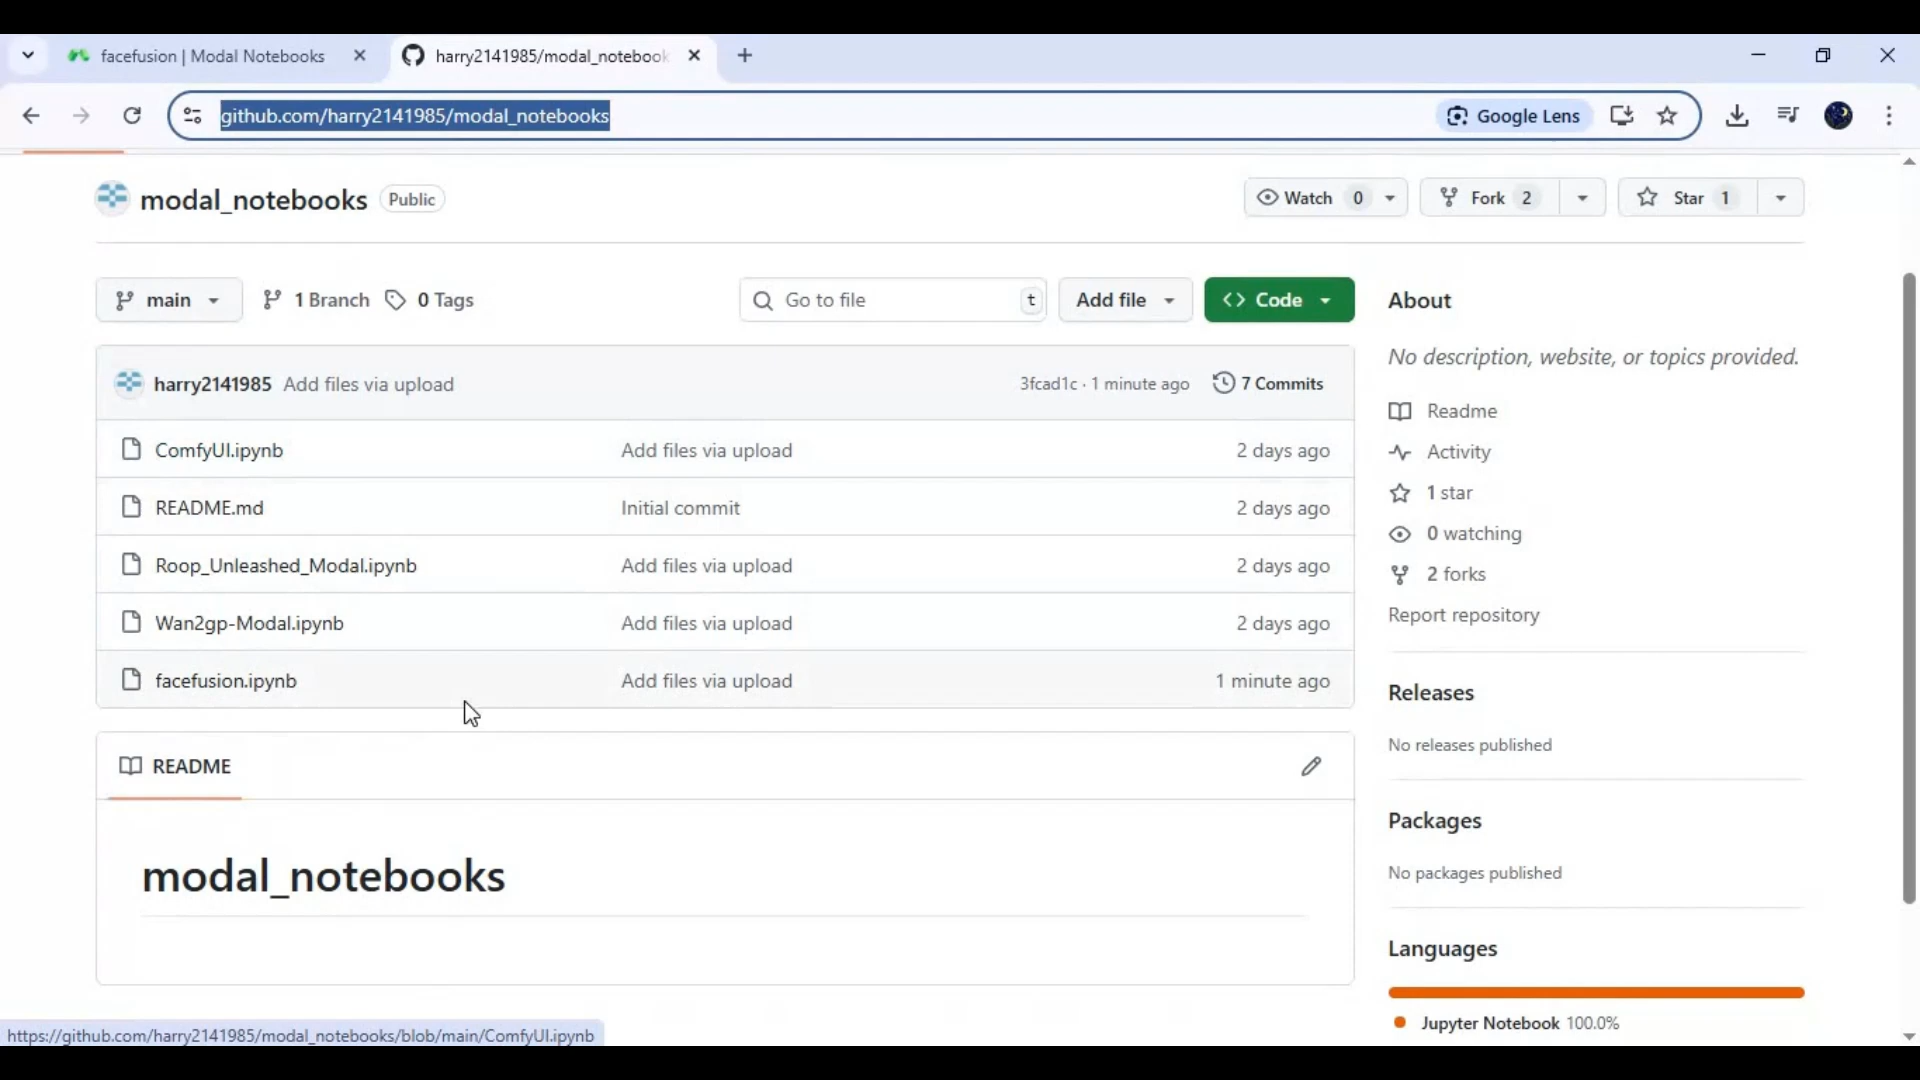 facefusion | Modal Notebooks
harry2141985/modal_notebook
github.com/harry2141985/modal_notebooks
Google Lens
modal_notebooks
Public
Watch 0
Fork 2
Star 1
main
1 Branch
0 Tags
Go to file
t
Add file
Code
harry2141985 Add files via upload 3fcad1c · 1 minute ago 7 Commits
ComfyUI.ipynb Add files via upload 2 days ago
README.md Initial commit 2 days ago
Roop_Unleashed_Modal.ipynb Add files via upload 2 days ago
Wan2gp-Modal.ipynb Add files via upload 2 days ago
facefusion.ipynb Add files via upload 1 minute ago
README
modal_notebooks
About
No description, website, or topics provided.
Readme
Activity
1 star
0 watching
2 forks
Report repository
Releases
No releases published
Packages
No packages published
Languages
Jupyter Notebook 100.0%
https://github.com/harry2141985/modal_notebooks/blob/main/ComfyUI.ipynb